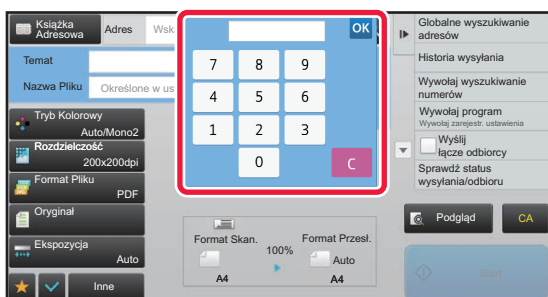 Książka
Adresowa
Adres
Wsk
OK
Temat
Nazwa Pliku
Określone w us
7 8 9
4 5 6
1 2 3
0 C
Tryb Kolorowy
Auto/Mono2
Rozdzielczość
200x200dpi
Format Pliku
PDF
Oryginał
Ekspozycja
Auto
Inne
Format Skan.
100%
Format Przesł.
Auto
A4
A4
Globalne wyszukiwanie
adresów
Historia wysyłania
Wywołaj wyszukiwanie
numerów
Wywołaj program
Wywołaj zarejestr. ustawienia
Wyślij
łącze odbiorcy
Sprawdź status
wysyłania/odbioru
Podgląd
CA
Start